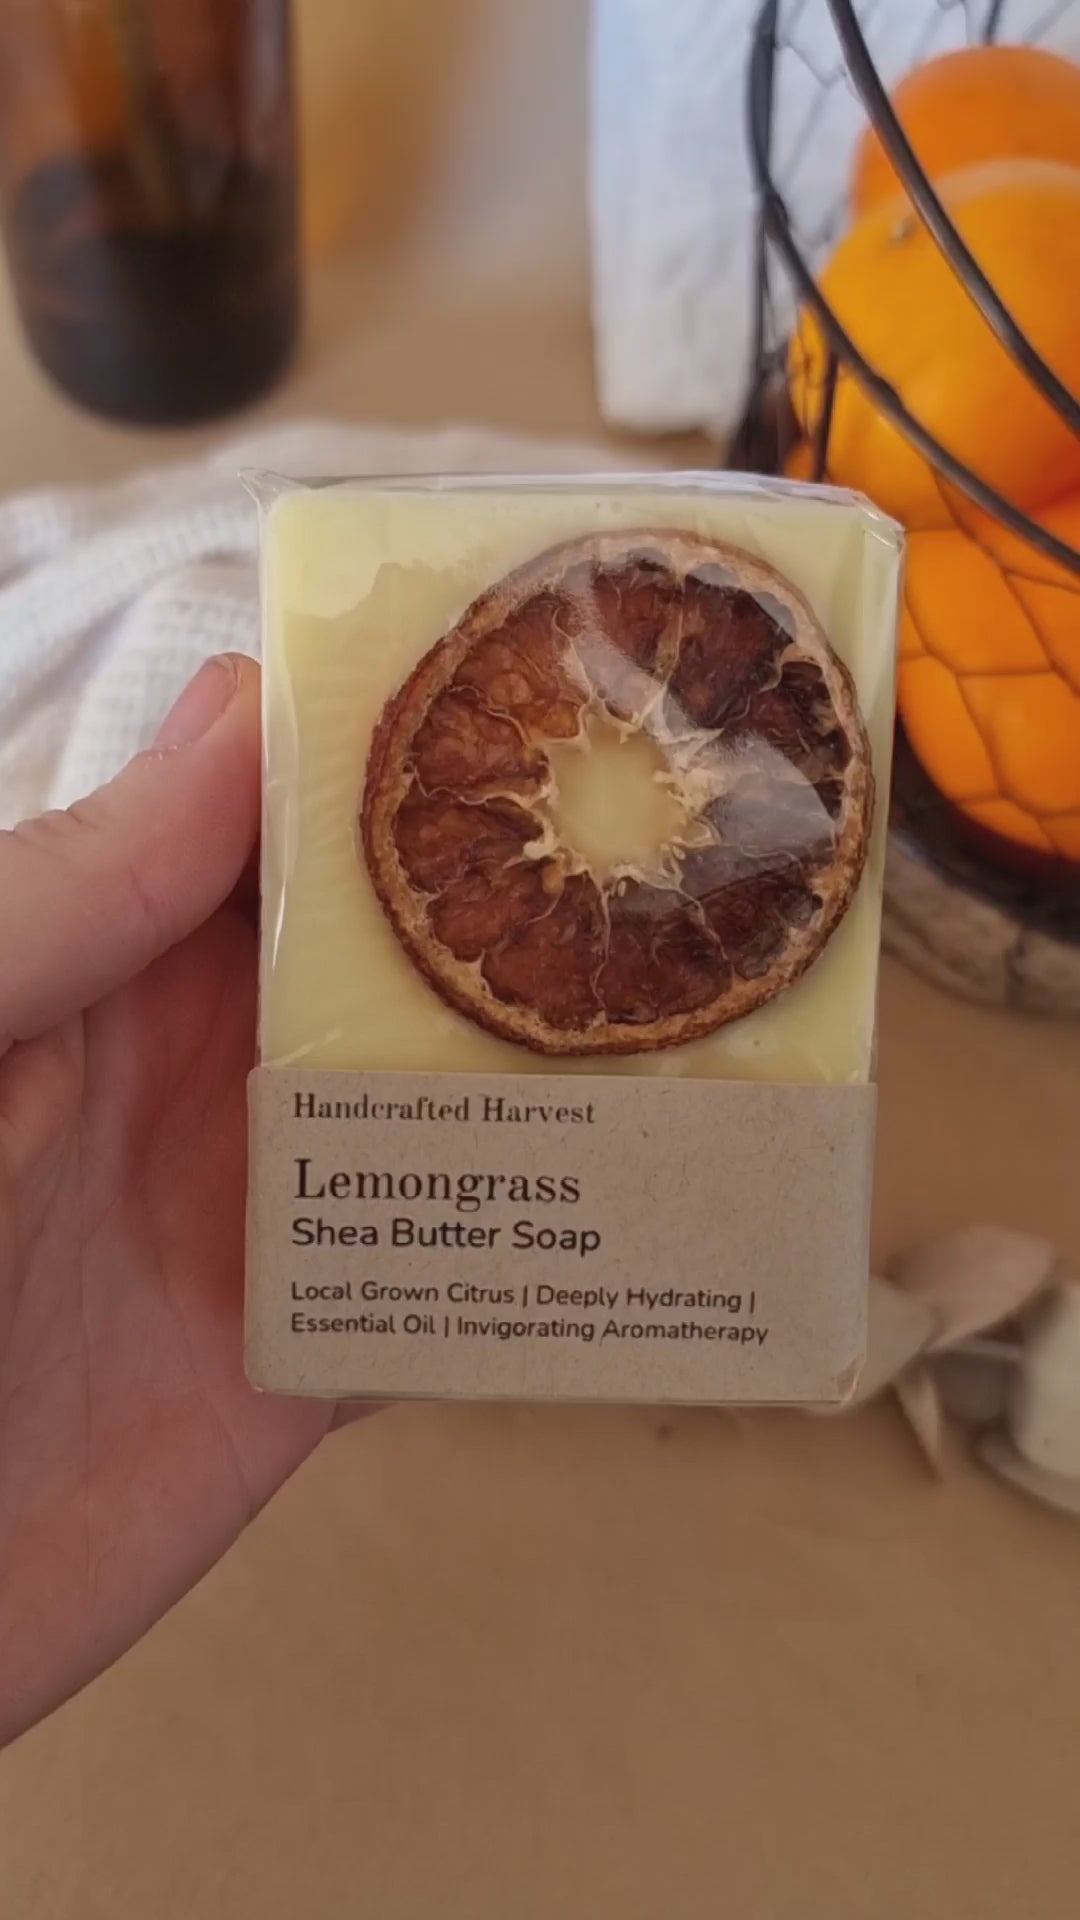 Handcrafted Harvest
Lemongrass
Shea Butter Soap
Local Grown Citrus | Deeply Hydrating |
Essential Oil | Invigorating Aromatherapy